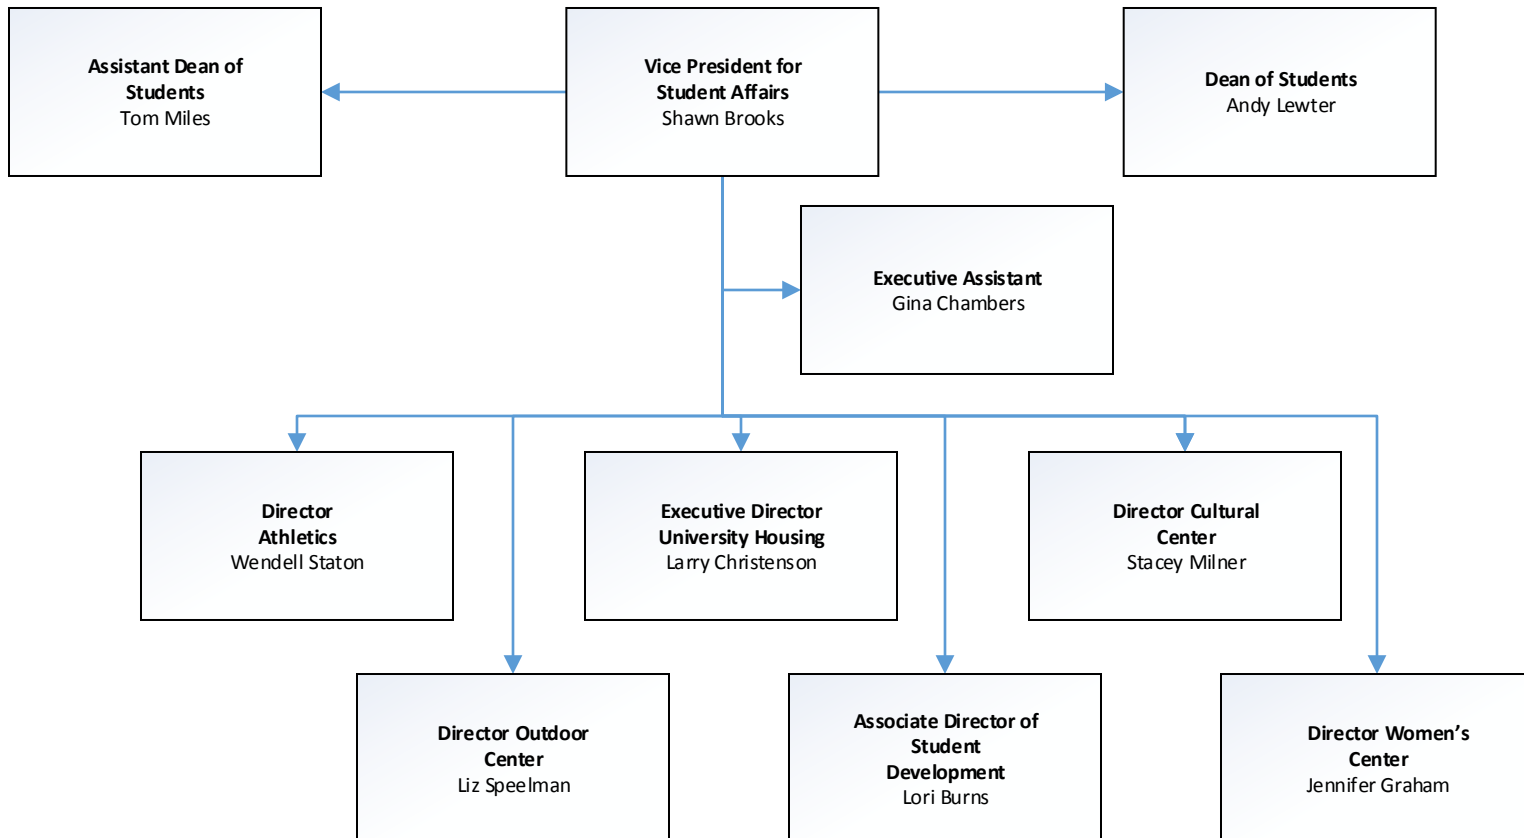 Assistant Dean of
Students
Tom Miles
Vice President for
Student Affairs
Shawn Brooks
Dean of Students
Andy Lewter
Executive Assistant
Gina Chambers
Director
Athletics
Wendell Staton
Executive Director
University Housing
Larry Christenson
Director Cultural
Center
Stacey Milner
Director Outdoor
Center
Liz Speelman
Associate Director of
Student
Development
Lori Burns
Director Women’s
Center
Jennifer Graham